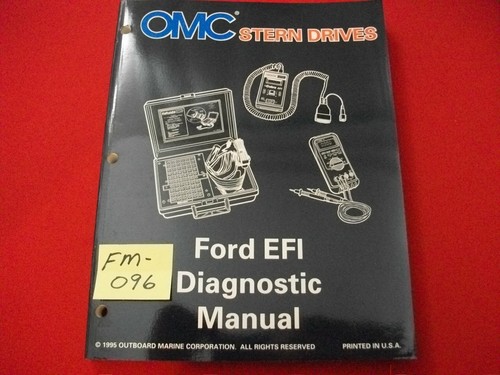 OMC STERN DRIVES
Ford EFI
Diagnostic
Manual
FM-
096
© 1995 OUTBOARD MARINE CORPORATION. ALL RIGHTS RESERVED PRINTED IN U.S.A.